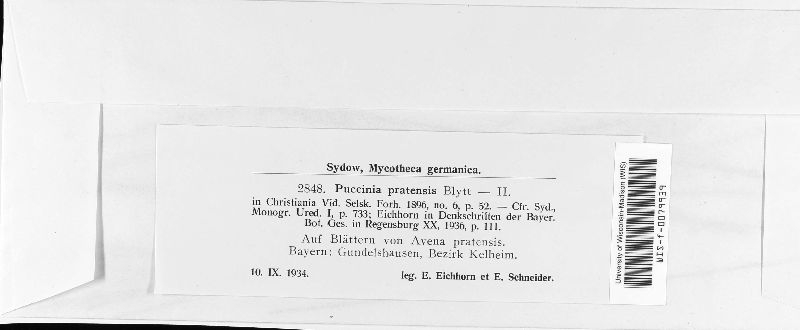 Sydow, Mycotheca germanica.
2848. Puccinia pratensis Blytt — II.
in Christiania Vid. Selsk. Forh. 1896, no. 6, p. 52. — Cfr. Syd.,
Monogr. Ured. I, p. 733; Eichhorn in Denkschriften der Bayer.
Bot. Ges. in Regensburg XX, 1936, p. 111.
Auf Blättern von Avena pratensis.
Bayern: Gundelshausen, Bezirk Kelheim.
10. IX. 1934. leg. E. Eichhorn et E. Schneider.
University of Wisconsin-Madison (WIS)
WIS-f-0079939